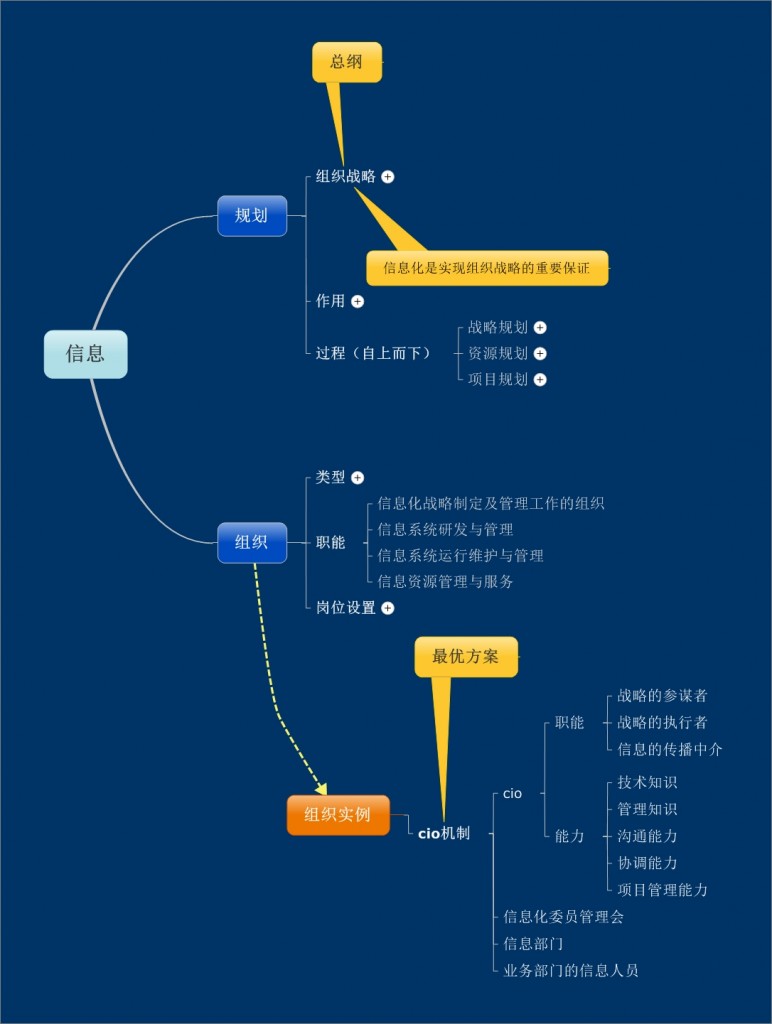 总纲
组织战略
规划
信息化是实现组织战略的重要保证
作用
战略规划
过程（自上而下）
资源规划
项目规划
信息
类型
信息化战略制定及管理工作的组织
信息系统研发与管理
组织
职能
信息系统运行维护与管理
信息资源管理与服务
岗位设置
最优方案
战略的参谋者
职能
战略的执行者
信息的传播中介
cio
技术知识
管理知识
组织实例
cio机制
能力
沟通能力
协调能力
项目管理能力
信息化委员管理会
信息部门
业务部门的信息人员